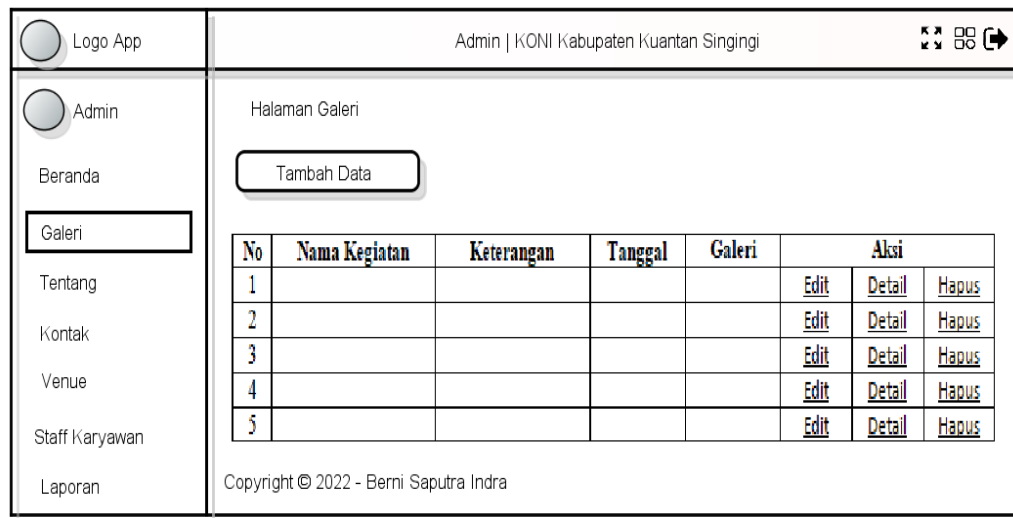 Logo App
Admin | KONI Kabupaten Kuantan Singingi
Admin
Beranda
Galeri
Tentang
Kontak
Venue
Staff Karyawan
Laporan
Halaman Galeri
Tambah Data
No Nama Kegiatan Keterangan Tanggal Galeri Aksi
1 Edit Detail Hapus
2 Edit Detail Hapus
3 Edit Detail Hapus
4 Edit Detail Hapus
5 Edit Detail Hapus
Copyright © 2022 - Berni Saputra Indra